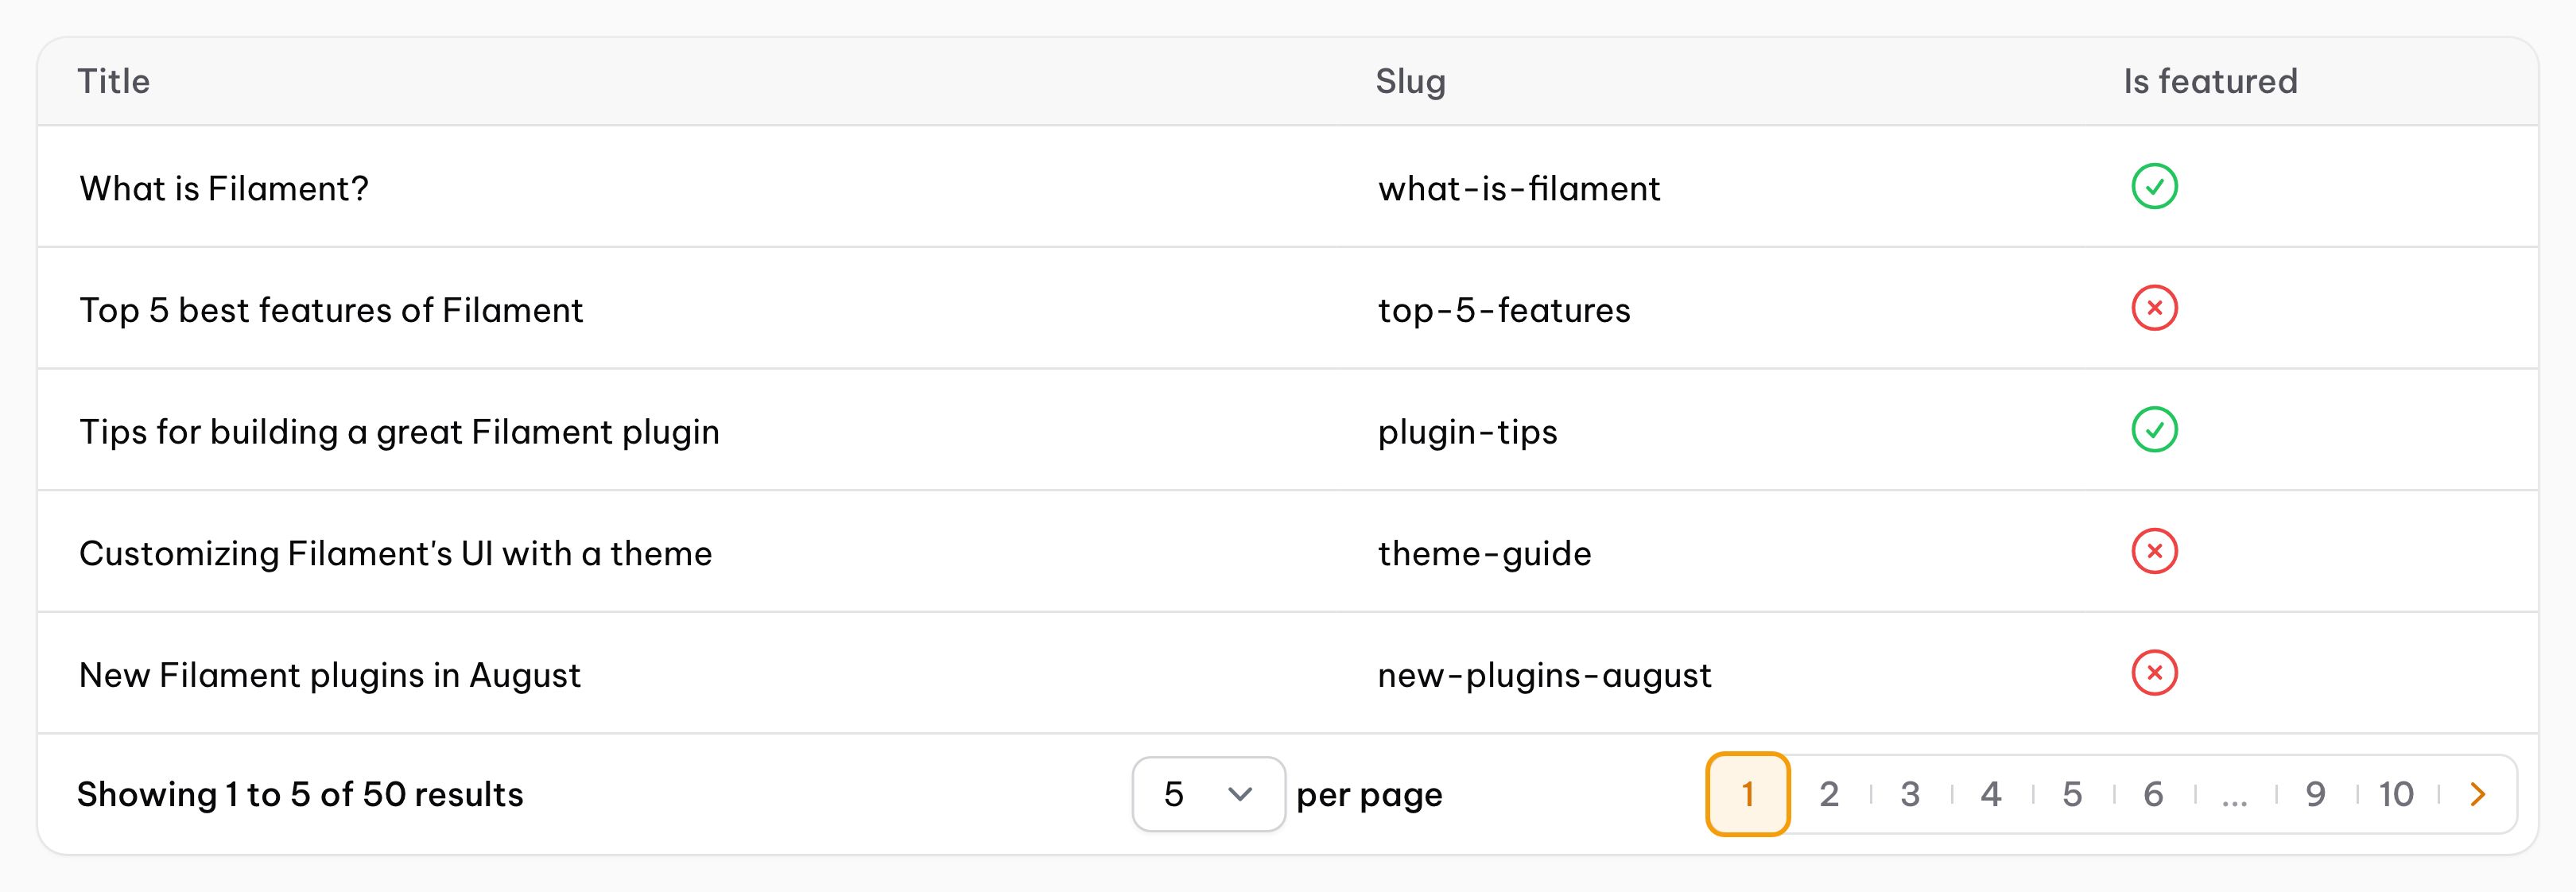 Title Slug Is featured
What is Filament? what-is-filament
Top 5 best features of Filament top-5-features
Tips for building a great Filament plugin plugin-tips
Customizing Filament's UI with a theme theme-guide
New Filament plugins in August new-plugins-august
Showing 1 to 5 of 50 results 5 per page 1 2 3 4 5 6 ... 9 10